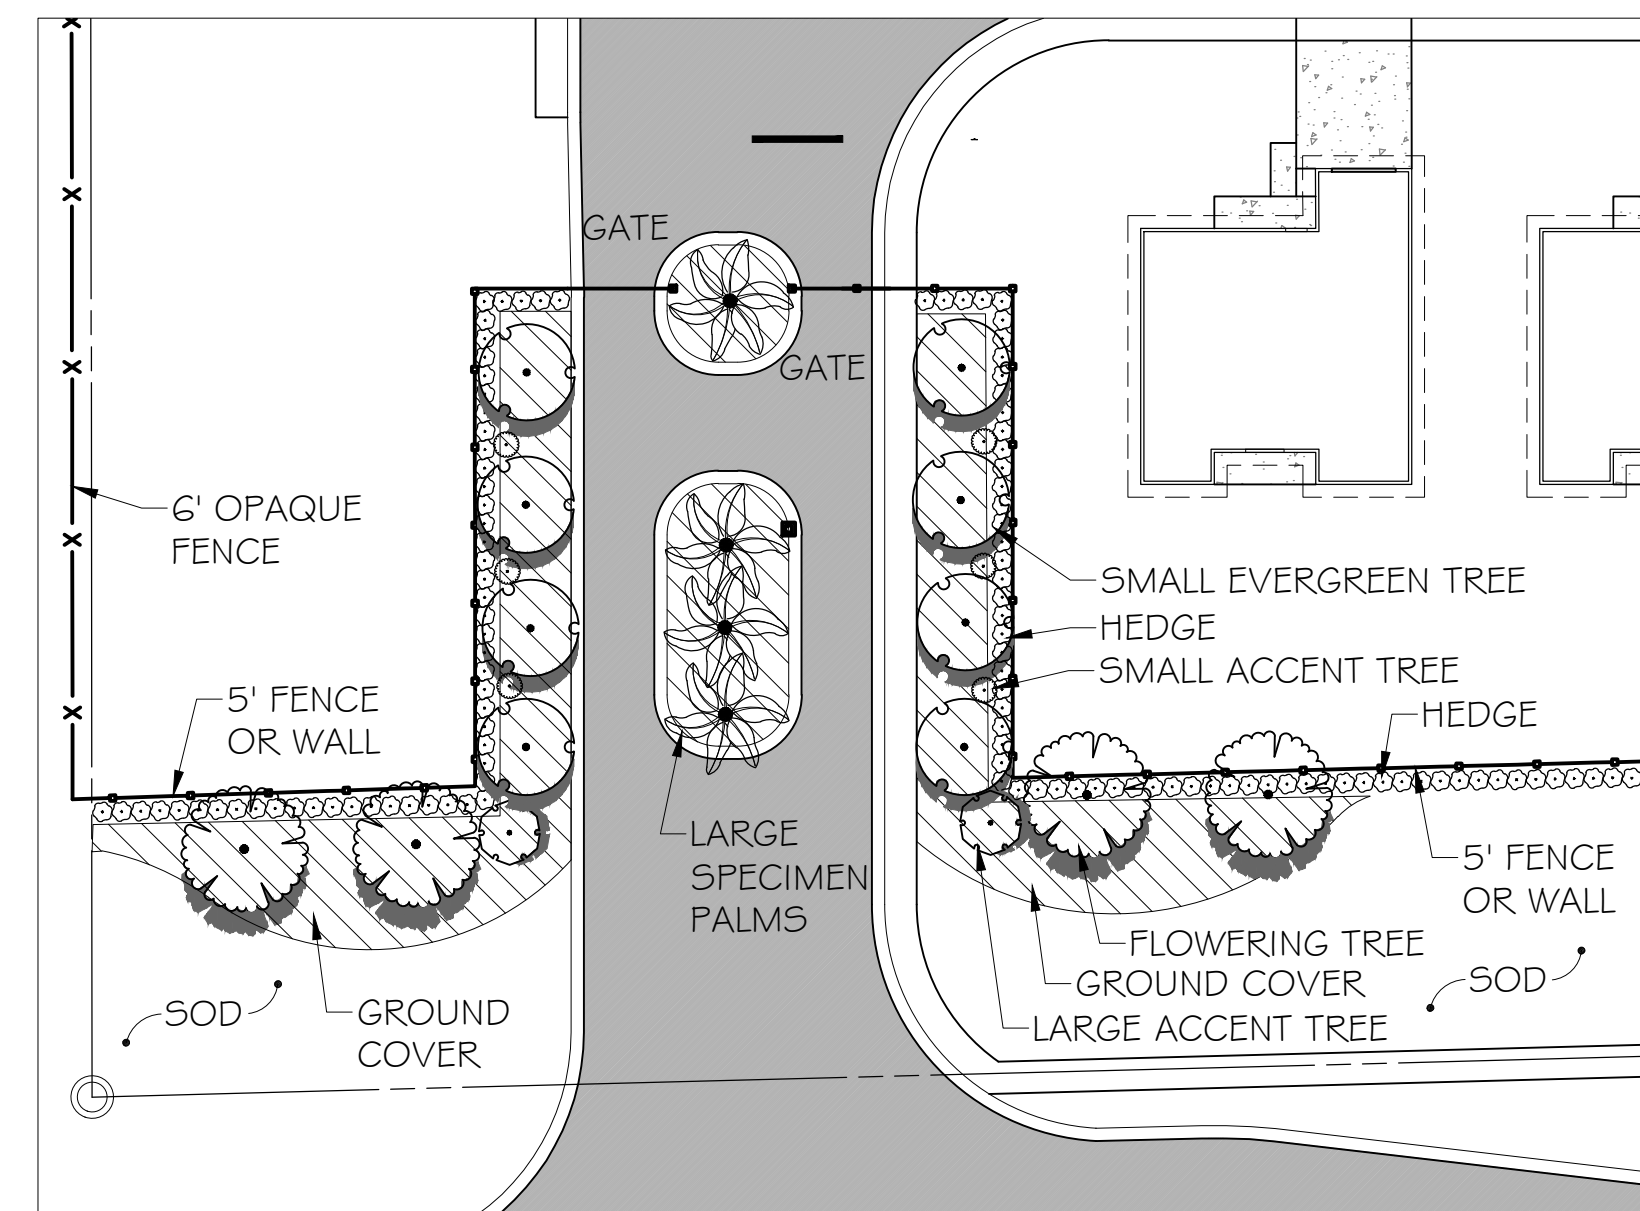 GATE
GATE
6' OPAQUE
FENCE
SMALL EVERGREEN TREE
HEDGE
SMALL ACCENT TREE
5' FENCE
OR WALL
HEDGE
LARGE
SPECIMEN
PALMS
5' FENCE
OR WALL
FLOWERING TREE
GROUND COVER
SOD
LARGE ACCENT TREE
SOD
GROUND
COVER